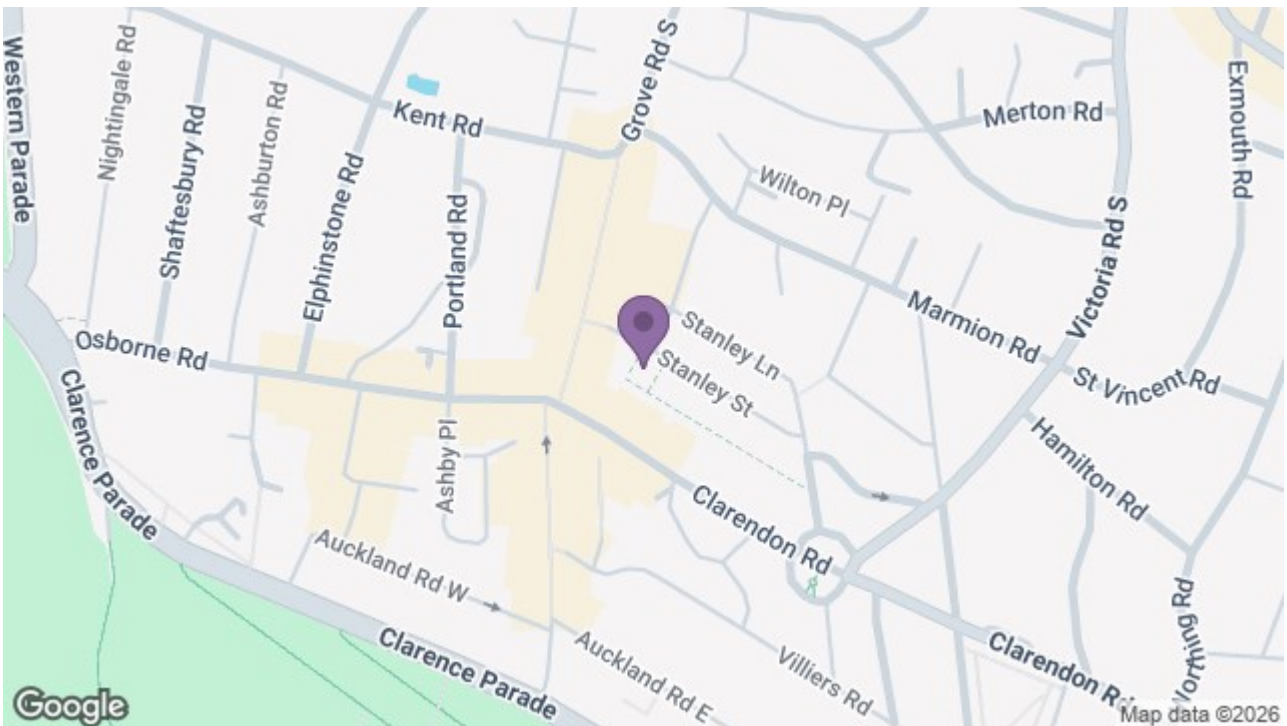 Western Parade
Nightingale Rd
Shaftesbury Rd
Ashburton Rd
Elphinstone Rd
Kent Rd
Portland Rd
Grove Rd S
Merton Rd
Wilton Pl
Exmouth Rd
Victoria Rd S
Marmion Rd
St Vincent Rd
Stanley Ln
Stanley St
Osborne Rd
Clarence Parade
Ashby Pl
Hamilton Rd
Clarendon Rd
Auckland Rd W
Clarence Parade
Auckland Rd E
Villiers Rd
Clarendon Rd
Worthing Rd
Google
Map data ©2026